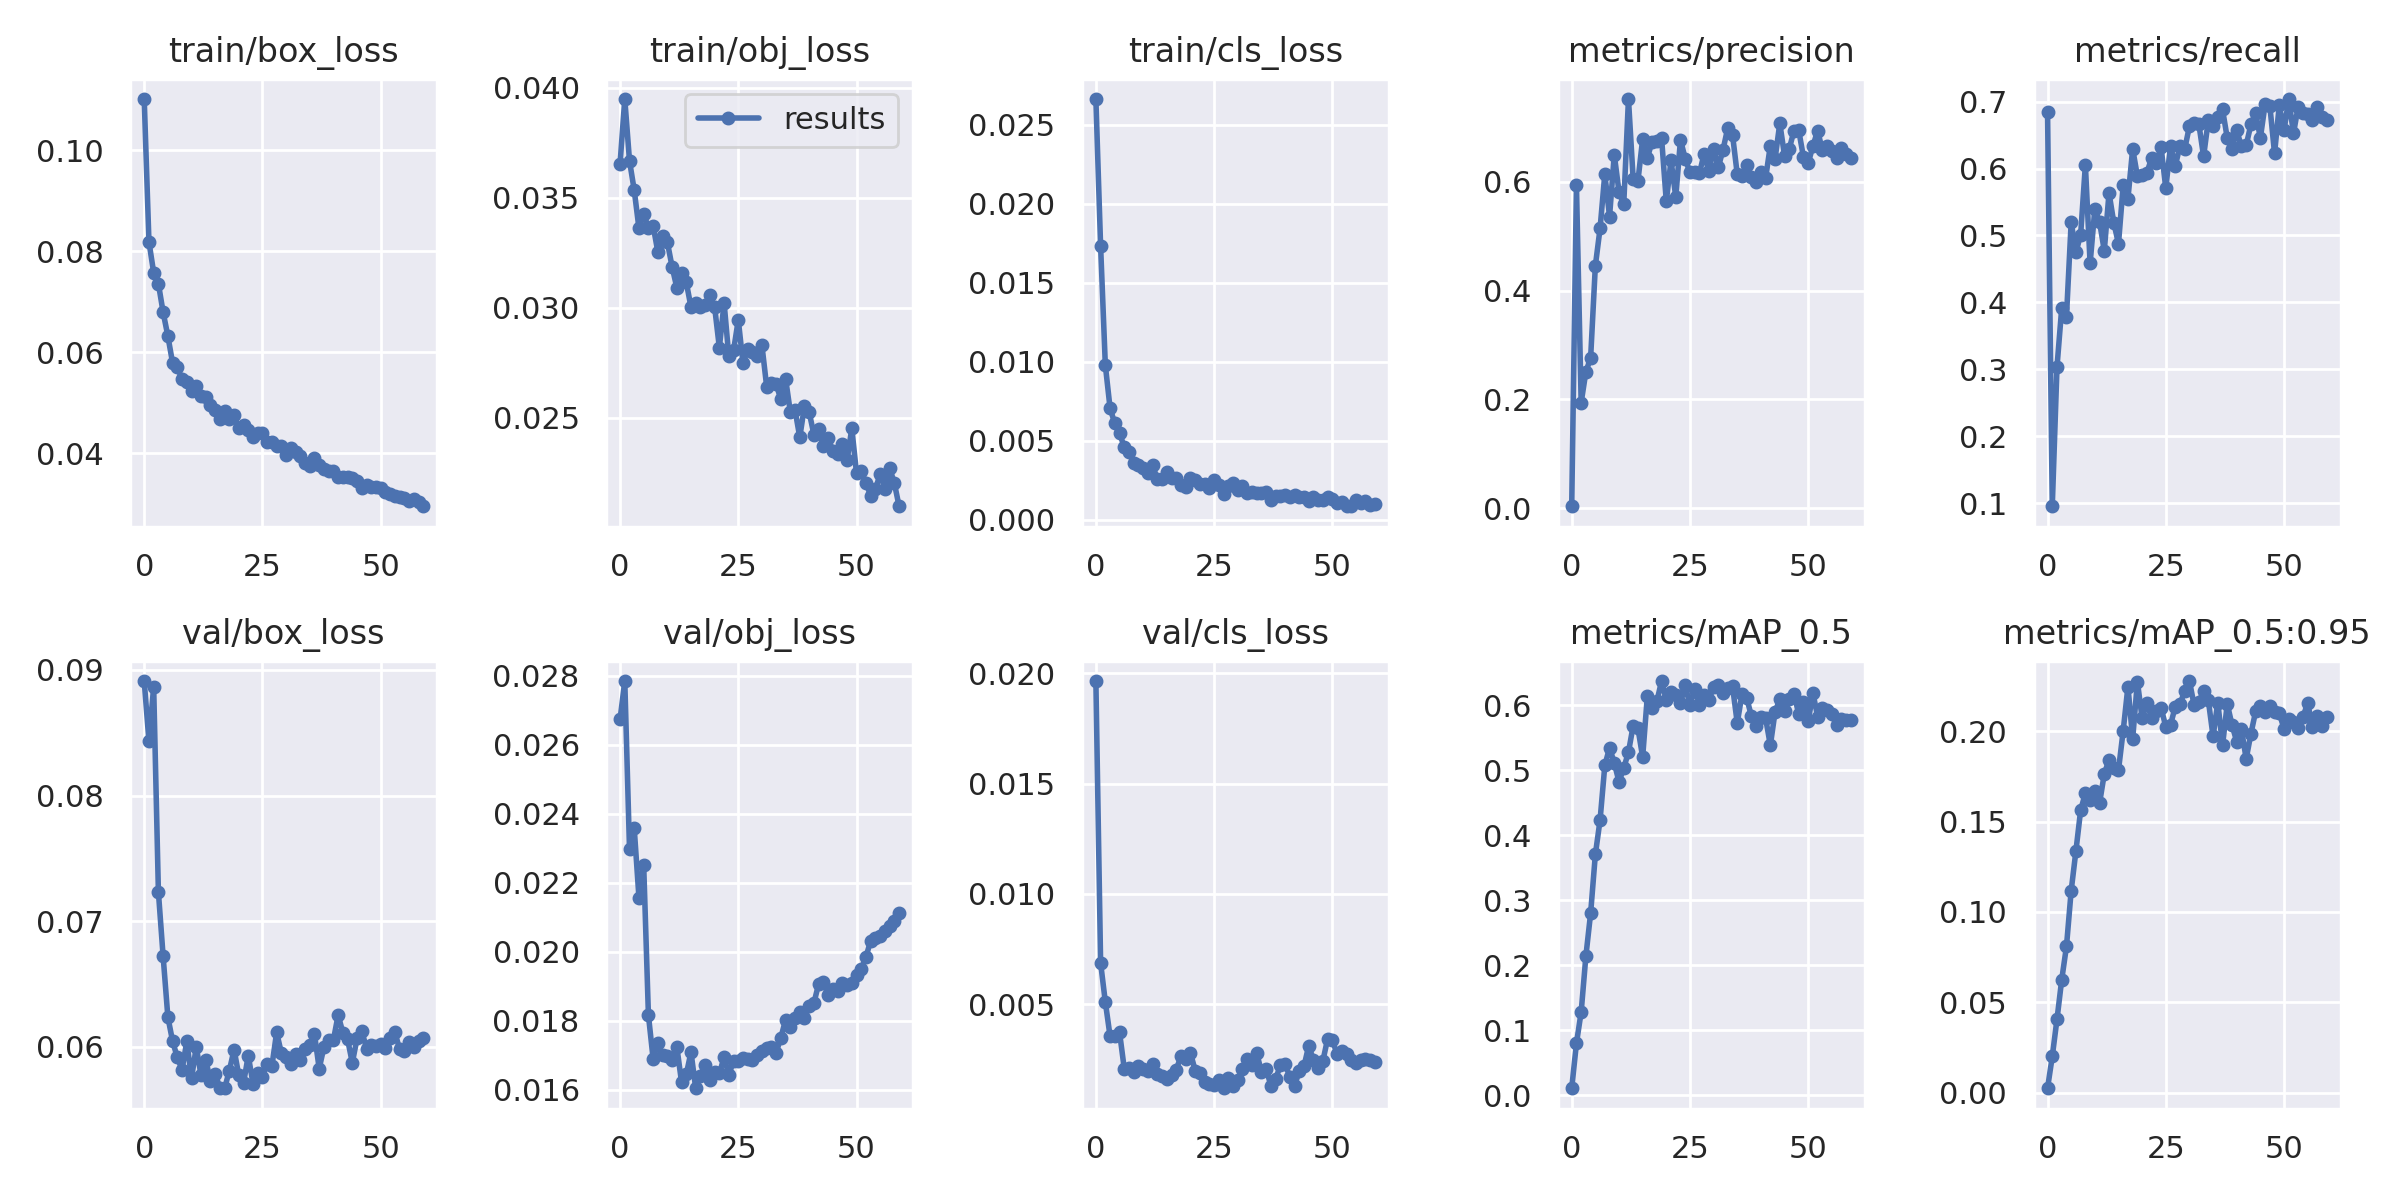 train/box_loss
train/obj_loss
train/cls_loss
metrics/precision
metrics/recall
0.10
0.08
0.06
0.04
0 25 50
0.040
0.035
0.030
0.025
results
0 25 50
0.025
0.020
0.015
0.010
0.005
0.000
0 25 50
0.6
0.4
0.2
0.0
0 25 50
0.7
0.6
0.5
0.4
0.3
0.2
0.1
0 25 50
val/box_loss
val/obj_loss
val/cls_loss
metrics/mAP_0.5
metrics/mAP_0.5:0.95
0.09
0.08
0.07
0.06
0 25 50
0.028
0.026
0.024
0.022
0.020
0.018
0.016
0 25 50
0.020
0.015
0.010
0.005
0 25 50
0.6
0.5
0.4
0.3
0.2
0.1
0.0
0 25 50
0.20
0.15
0.10
0.05
0.00
0 25 50